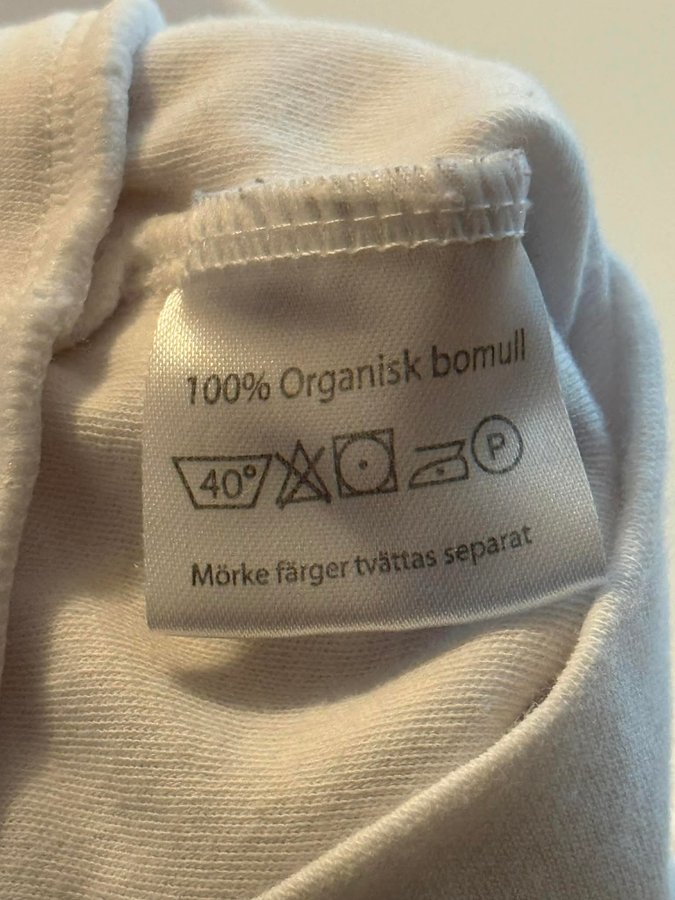 100% Organisk bomull
40° P
Mörke färger tvättas separat